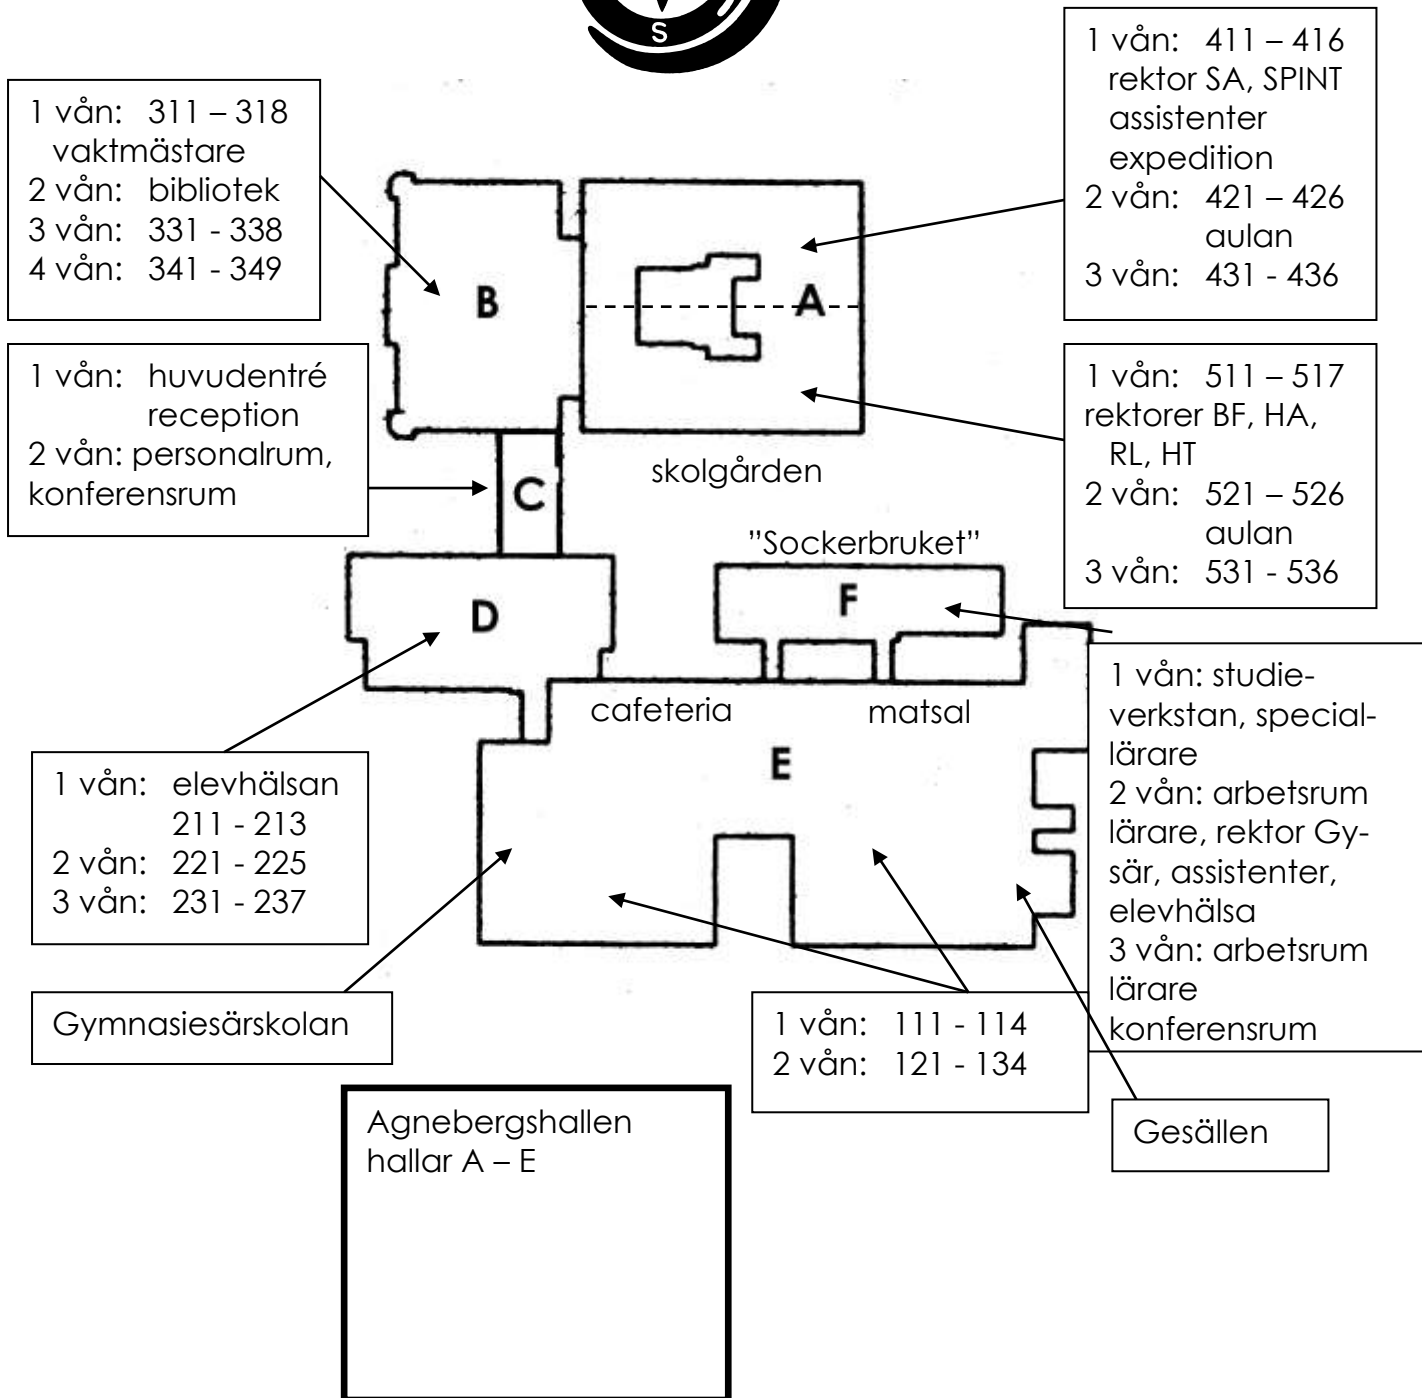 S
1 vån: 411 – 416
rektor SA, SPINT
assistenter
expedition
2 vån: 421 – 426
aulan
3 vån: 431 - 436
1 vån: 311 – 318
vaktmästare
2 vån: bibliotek
3 vån: 331 - 338
4 vån: 341 - 349
B
A
1 vån: huvudentré
reception
2 vån: personalrum,
konferensrum
1 vån: 511 – 517
rektorer BF, HA,
RL, HT
2 vån: 521 – 526
aulan
3 vån: 531 - 536
skolgården
C
”Sockerbruket”
D
F
cafeteria
matsal
E
1 vån: studie-
verkstan, special-
lärare
2 vån: arbetsrum
lärare, rektor Gy-
sär, assistenter,
elevhälsa
3 vån: arbetsrum
lärare
konferensrum
1 vån: elevhälsan
211 - 213
2 vån: 221 - 225
3 vån: 231 - 237
Gymnasiesärskolan
1 vån: 111 - 114
2 vån: 121 - 134
Gesällen
Agnebergshallen
hallar A – E